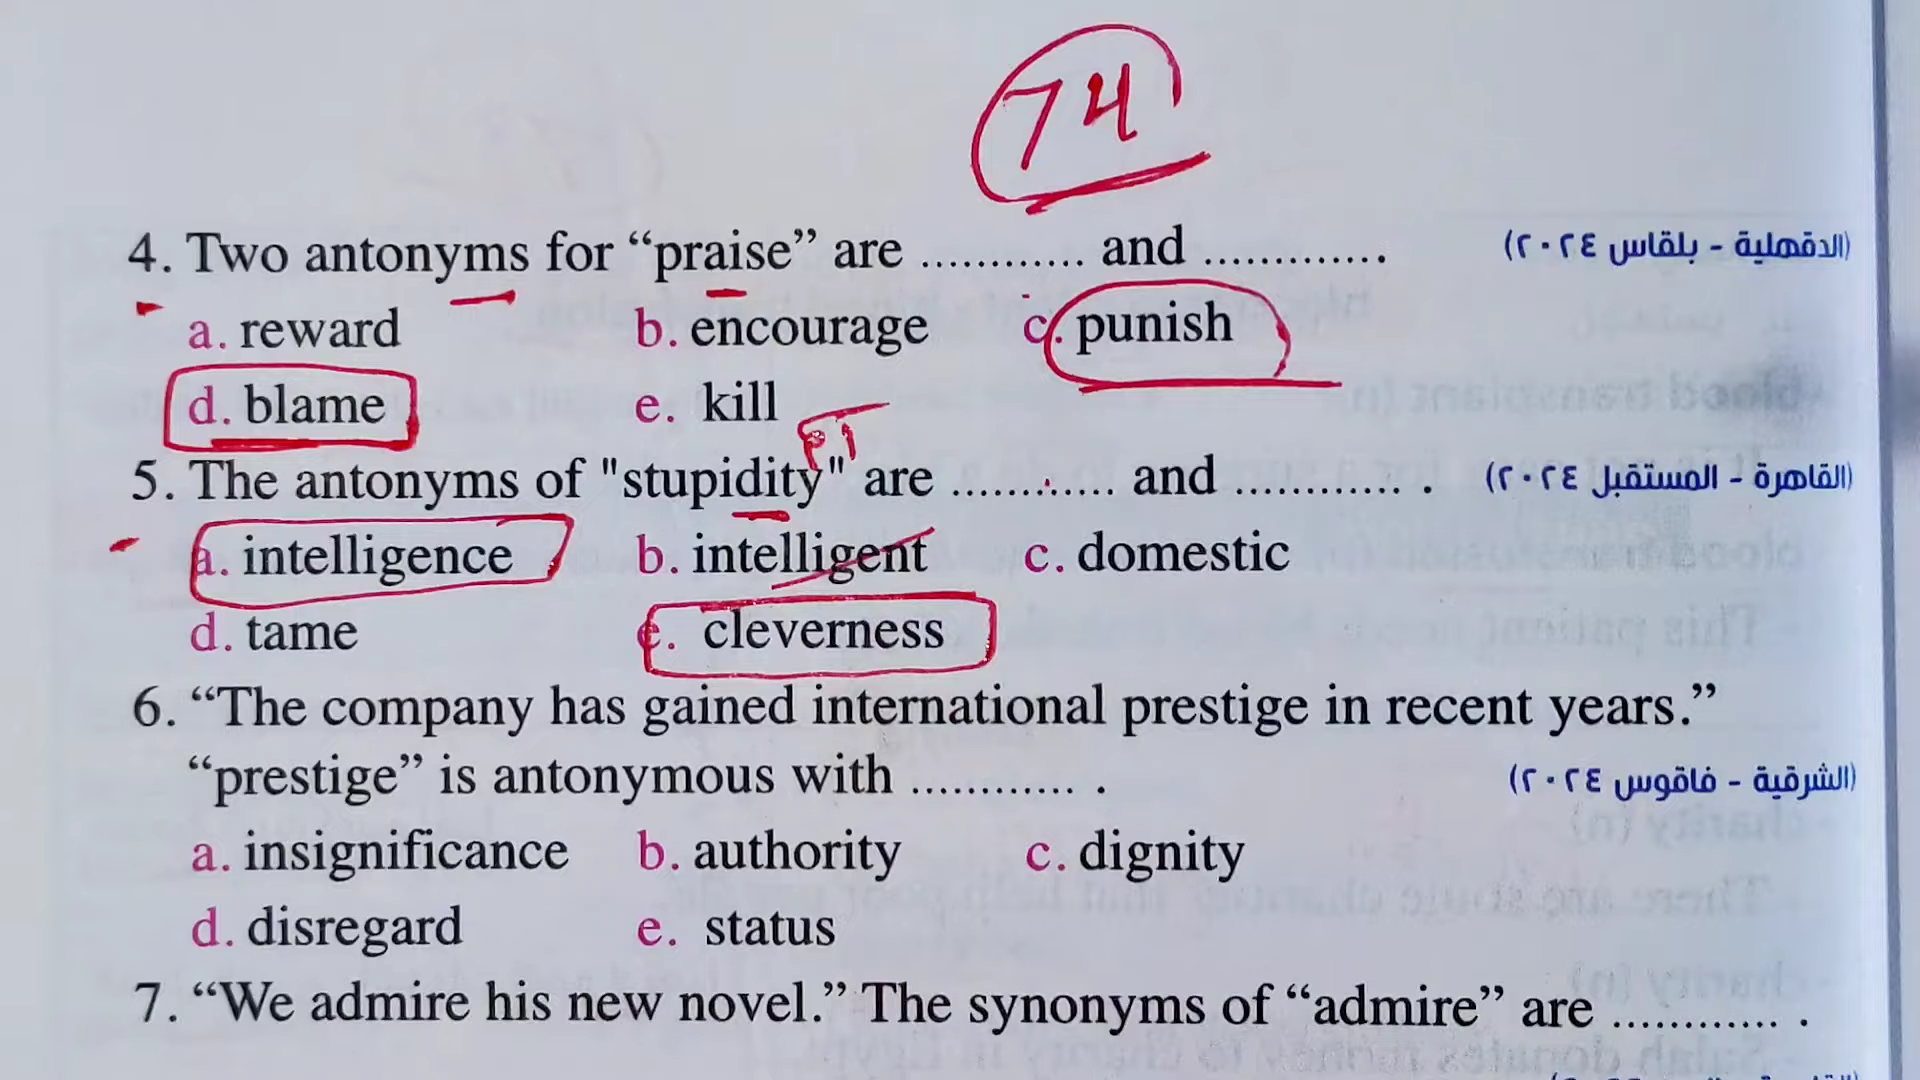 74
4. Two antonyms for “praise” are ............ and ............. (الدقهلية - بلقاس ٢٠٢٤)
a. reward b. encourage c. punish
d. blame e. kill
5. The antonyms of "stupidity" are ............ and ............ . (القاهرة - المستقبل ٢٠٢٤)
a. intelligence b. intelligent c. domestic
d. tame e. cleverness
6. “The company has gained international prestige in recent years.”
“prestige” is antonymous with ............ . (الشرقية - فاقوس ٢٠٢٤)
a. insignificance b. authority c. dignity
d. disregard e. status
7. “We admire his new novel.” The synonyms of “admire” are ............ .